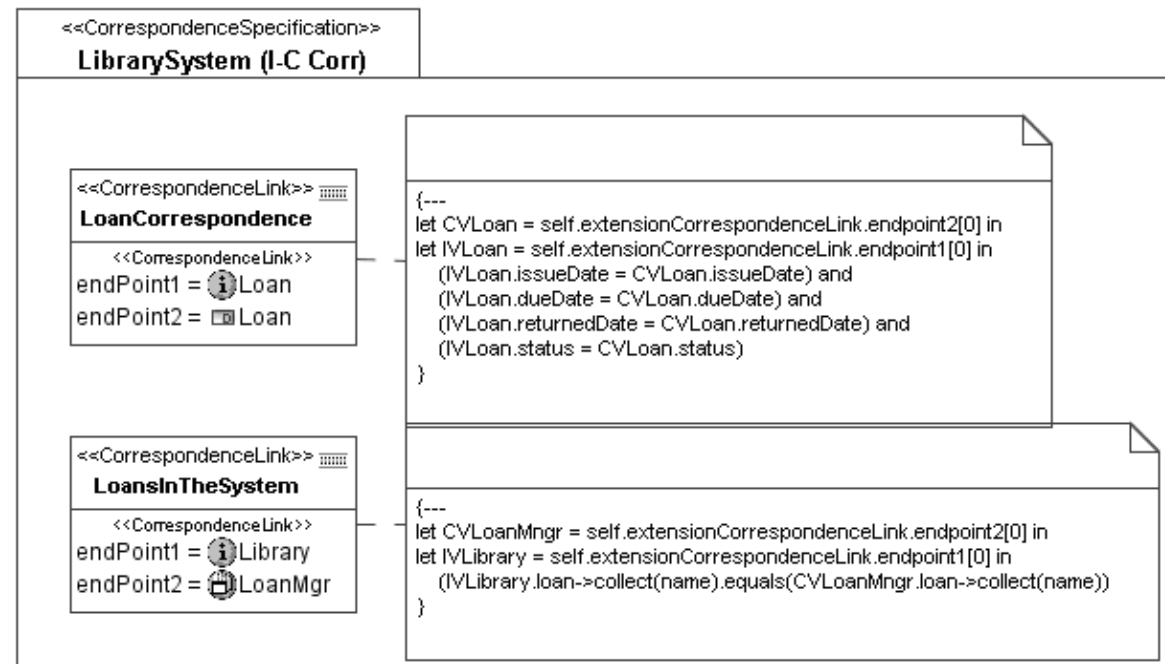 <<CorrespondenceSpecification>>
LibrarySystem (I-C Corr)
<<CorrespondenceLink>>
LoanCorrespondence
<<CorrespondenceLink>>
endPoint1 = Loan
endPoint2 = Loan
{---
let CVLoan = self.extensionCorrespondenceLink.endpoint2[0] in
let IVLoan = self.extensionCorrespondenceLink.endpoint1[0] in
(IVLoan.issueDate = CVLoan.issueDate) and
(IVLoan.dueDate = CVLoan.dueDate) and
(IVLoan.returnedDate = CVLoan.returnedDate) and
(IVLoan.status = CVLoan.status)
}
<<CorrespondenceLink>>
LoansInTheSystem
<<CorrespondenceLink>>
endPoint1 = Library
endPoint2 = LoanMgr
{---
let CVLoanMngr = self.extensionCorrespondenceLink.endpoint2[0] in
let IVLibrary = self.extensionCorrespondenceLink.endpoint1[0] in
(IVLibrary.loan->collect(name).equals(CVLoanMngr.loan->collect(name))
}